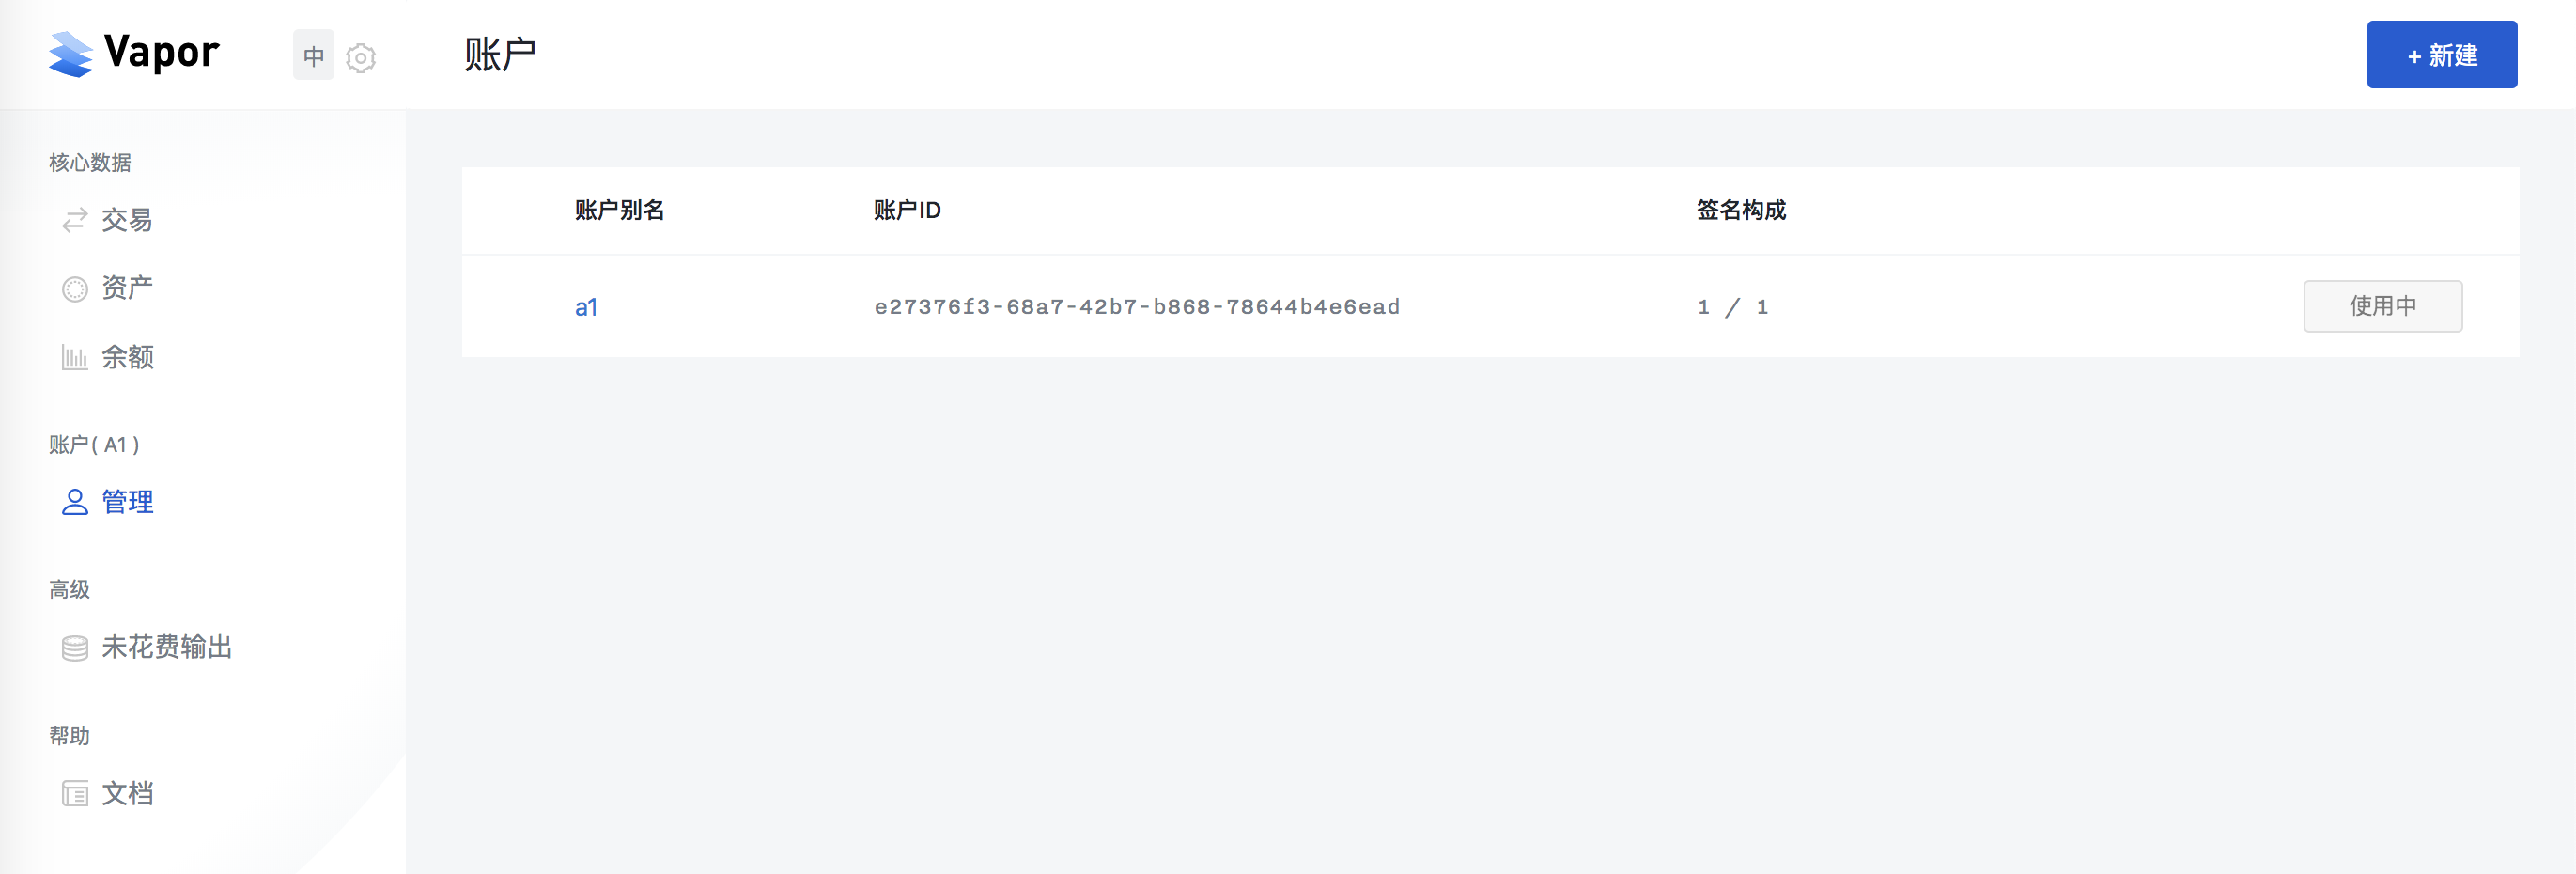 Vapor
中
账户
+ 新建
核心数据
交易
资产
余额
账户( A1 )
管理
高级
未花费输出
帮助
文档
账户别名 账户ID 签名构成
a1 e27376f3-68a7-42b7-b868-78644b4e6ead 1 / 1 使用中